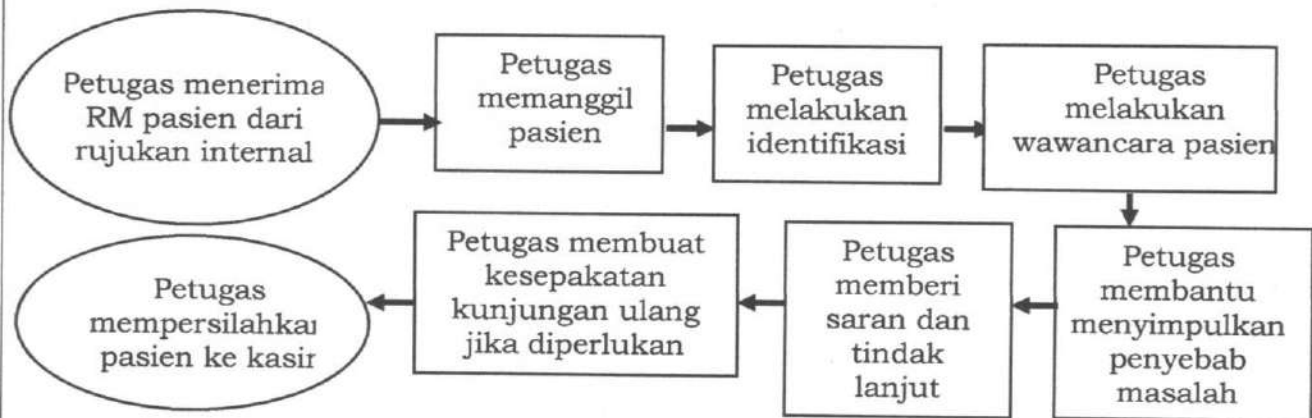 Petugas menerima
RM pasien dari
rujukan internal
Petugas
memanggil
pasien
Petugas
melakukan
identifikasi
Petugas
melakukan
wawancara pasien
Petugas
membantu
menyimpulkan
penyebab
masalah
Petugas
memberi
saran dan
tindak
lanjut
Petugas membuat
kesepakatan
kunjungan ulang
jika diperlukan
Petugas
mempersilahkan
pasien ke kasir